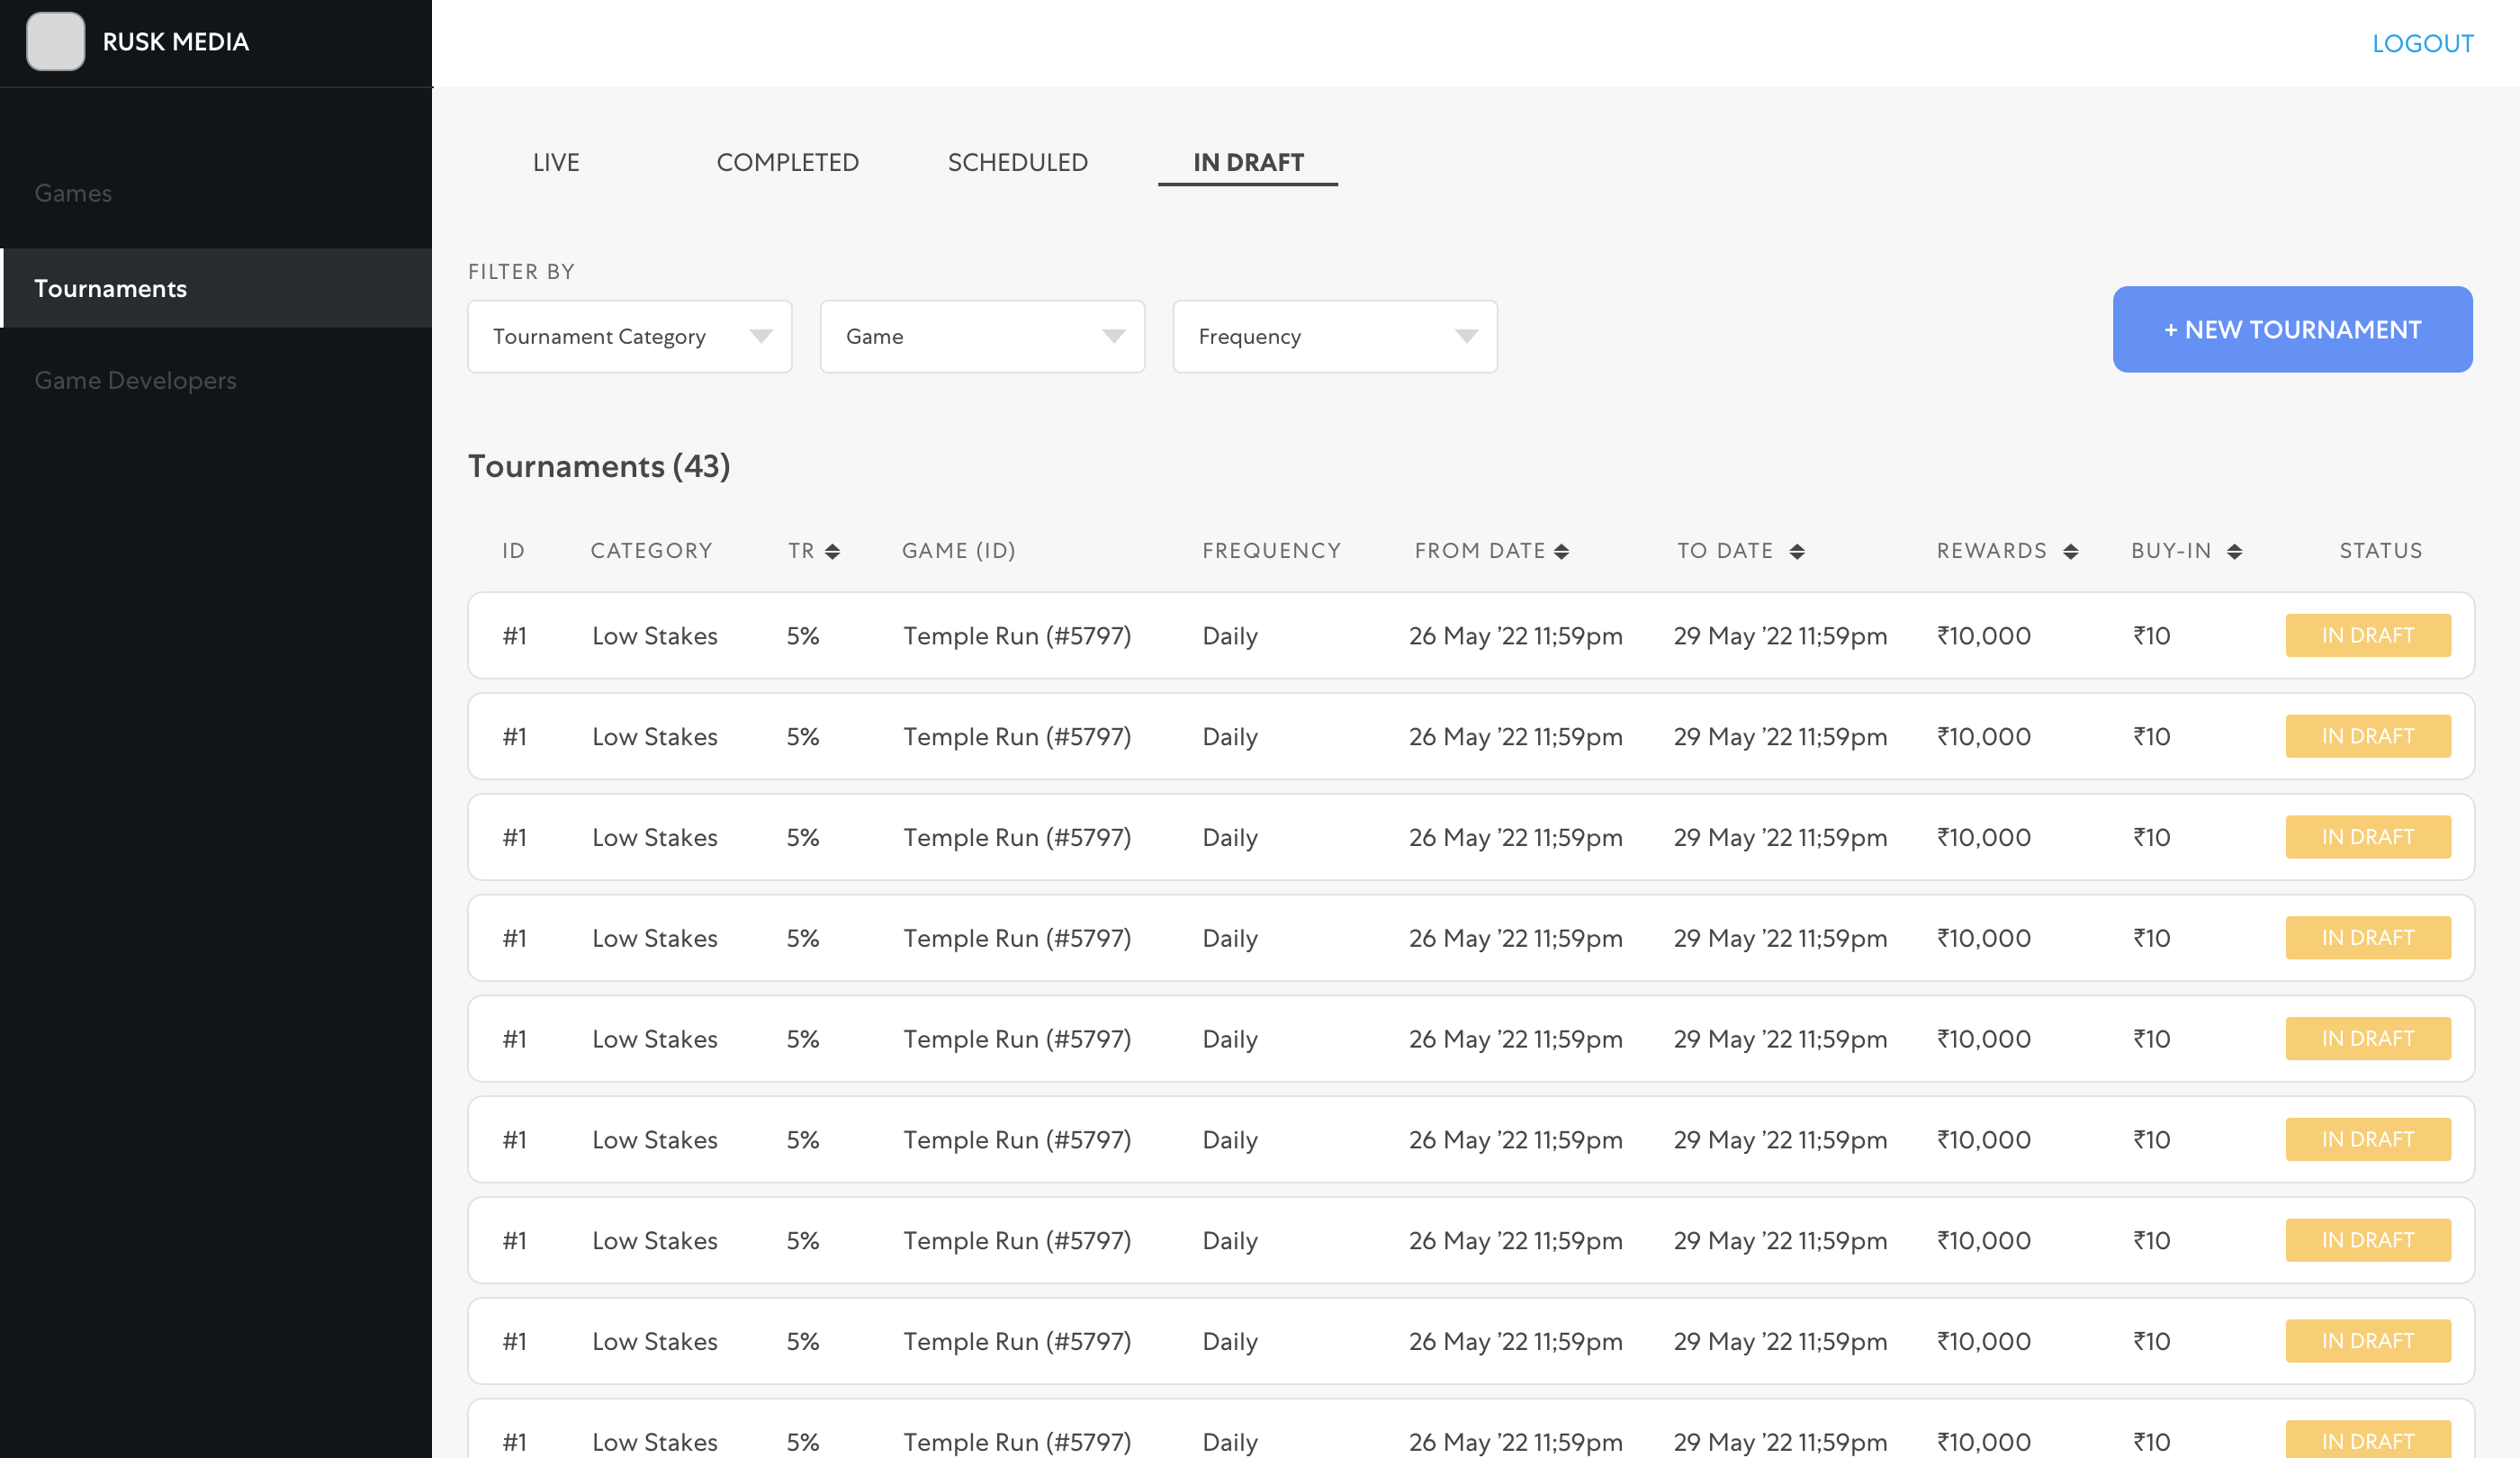 RUSK MEDIA
LOGOUT
Games
Tournaments
Game Developers
LIVE COMPLETED SCHEDULED IN DRAFT
FILTER BY
Tournament Category Game Frequency
+ NEW TOURNAMENT
Tournaments (43)
ID CATEGORY TR GAME (ID) FREQUENCY FROM DATE TO DATE REWARDS BUY-IN STATUS
#1 Low Stakes 5% Temple Run (#5797) Daily 26 May ’22 11;59pm 29 May ’22 11;59pm ₹10,000 ₹10 IN DRAFT
#1 Low Stakes 5% Temple Run (#5797) Daily 26 May ’22 11;59pm 29 May ’22 11;59pm ₹10,000 ₹10 IN DRAFT
#1 Low Stakes 5% Temple Run (#5797) Daily 26 May ’22 11;59pm 29 May ’22 11;59pm ₹10,000 ₹10 IN DRAFT
#1 Low Stakes 5% Temple Run (#5797) Daily 26 May ’22 11;59pm 29 May ’22 11;59pm ₹10,000 ₹10 IN DRAFT
#1 Low Stakes 5% Temple Run (#5797) Daily 26 May ’22 11;59pm 29 May ’22 11;59pm ₹10,000 ₹10 IN DRAFT
#1 Low Stakes 5% Temple Run (#5797) Daily 26 May ’22 11;59pm 29 May ’22 11;59pm ₹10,000 ₹10 IN DRAFT
#1 Low Stakes 5% Temple Run (#5797) Daily 26 May ’22 11;59pm 29 May ’22 11;59pm ₹10,000 ₹10 IN DRAFT
#1 Low Stakes 5% Temple Run (#5797) Daily 26 May ’22 11;59pm 29 May ’22 11;59pm ₹10,000 ₹10 IN DRAFT
#1 Low Stakes 5% Temple Run (#5797) Daily 26 May ’22 11;59pm 29 May ’22 11;59pm ₹10,000 ₹10 IN DRAFT